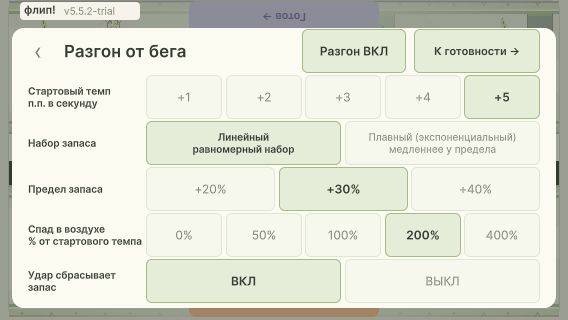 флип! v5.5.2-trial
Готов →
‹ Разгон от бега Разгон ВКЛ К готовности →
Стартовый темп
п.п. в секунду
+1 +2 +3 +4 +5
Набор запаса
Линейный
равномерный набор
Плавный (экспоненциальный)
медленнее у предела
Предел запаса +20% +30% +40%
Спад в воздухе
% от стартового темпа
0% 50% 100% 200% 400%
Удар сбрасывает
запас
ВКЛ ВЫКЛ